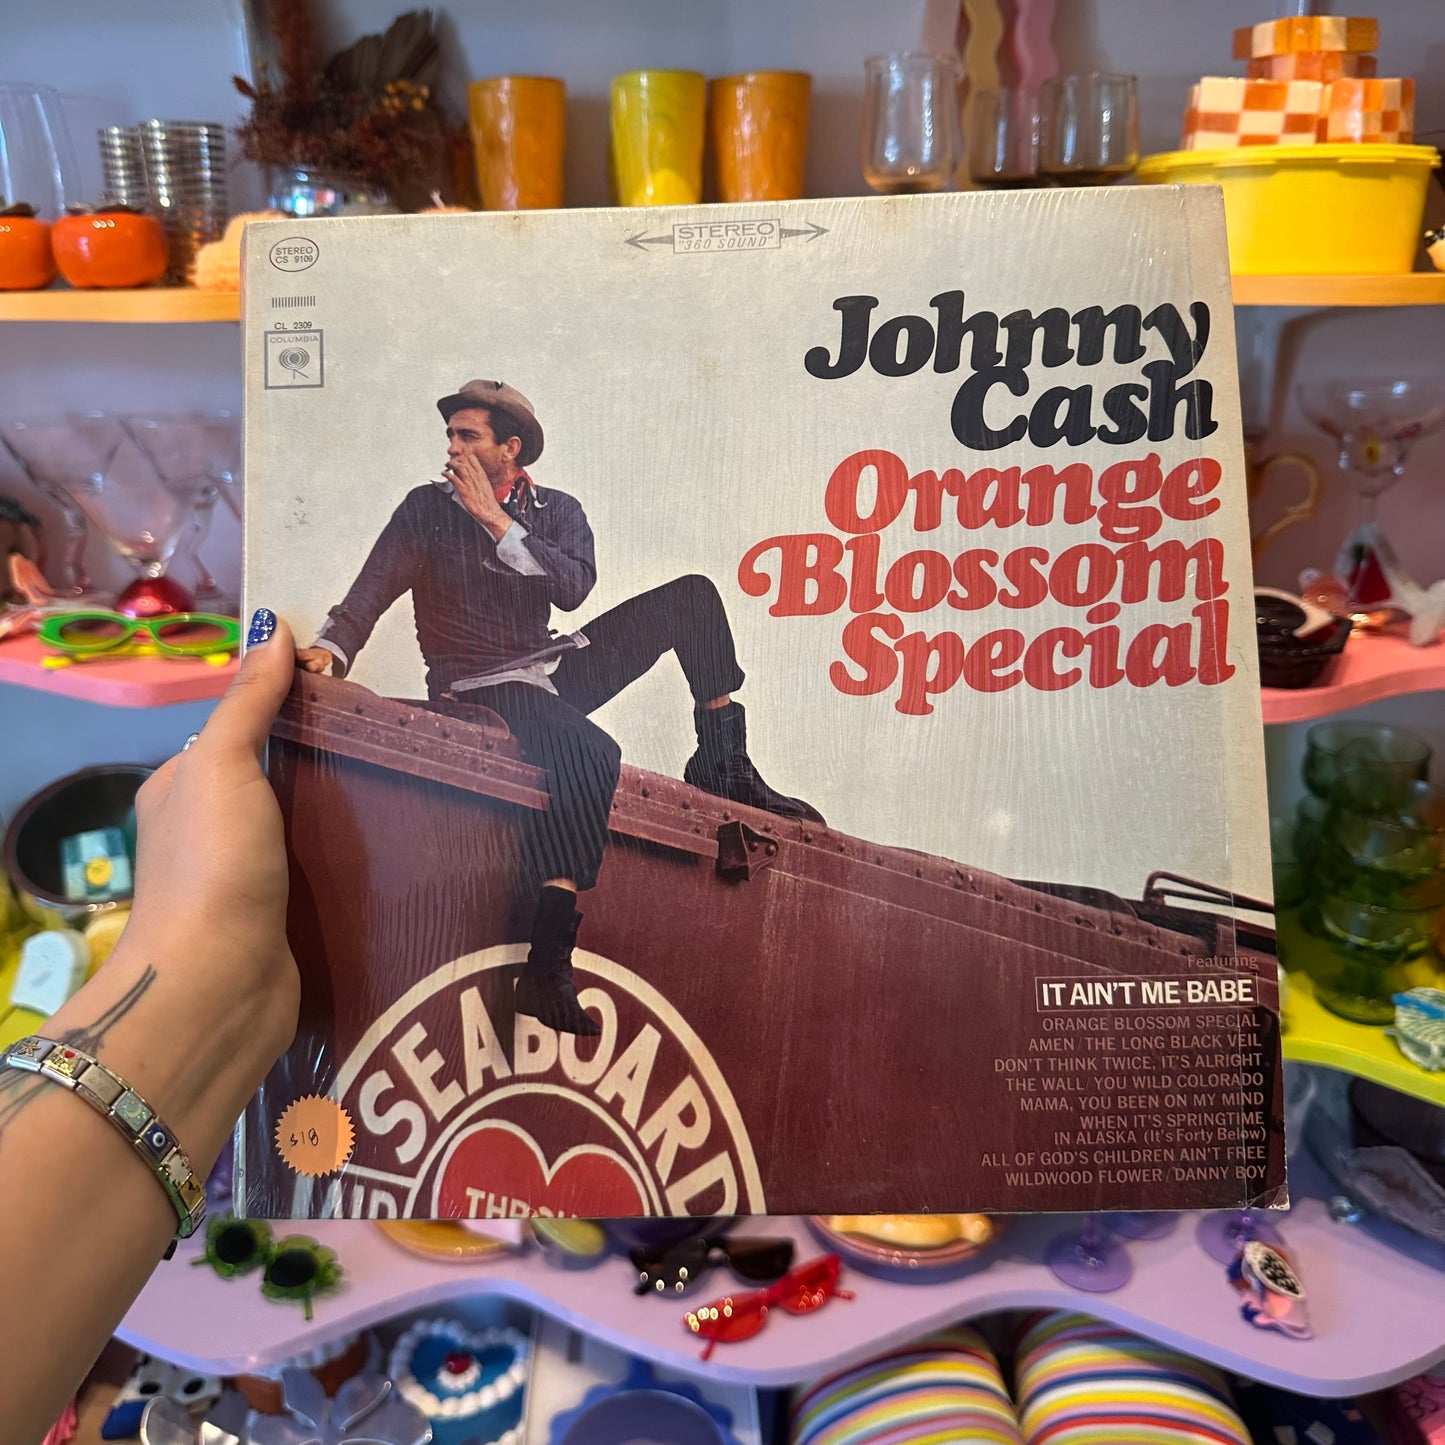 STEREO
CS 9109
CL 2309
COLUMBIA
STEREO
"360 SOUND"
Johnny
Cash
Orange
Blossom
Special
Featuring
IT AIN'T ME BABE
ORANGE BLOSSOM SPECIAL
AMEN / THE LONG BLACK VEIL
DON'T THINK TWICE, IT'S ALRIGHT
THE WALL / YOU WILD COLORADO
MAMA, YOU BEEN ON MY MIND
WHEN IT'S SPRINGTIME
IN ALASKA (It's Forty Below)
ALL OF GOD'S CHILDREN AIN'T FREE
WILDWOOD FLOWER / DANNY BOY
SEABOARD
$18